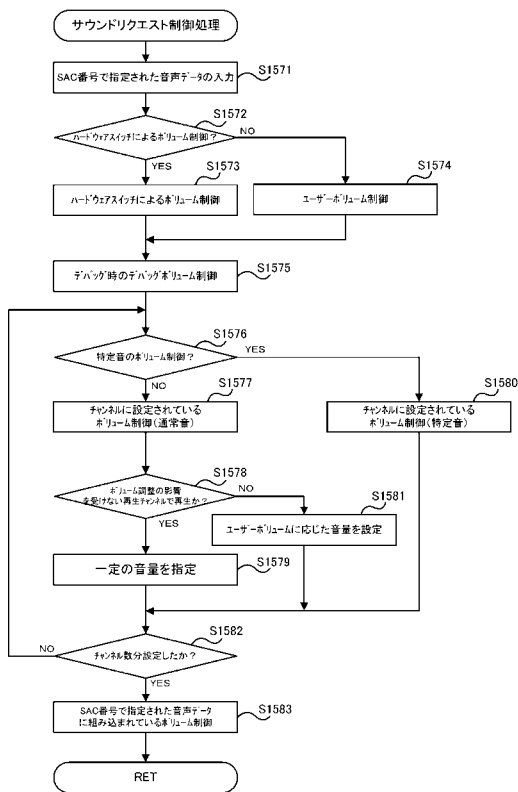 サウンドリクエスト制御処理
S1571
SAC番号で指定された音声データの入力
S1572
ハードウェアスイッチによるボリューム制御？
NO
YES
S1573
ハードウェアスイッチによるボリューム制御
S1574
ユーザーボリューム制御
S1575
デバッグ時のデバッグボリューム制御
S1576
特定音のボリューム制御？
YES
NO
S1577
チャンネルに設定されている
ボリューム制御(通常音)
S1580
チャンネルに設定されている
ボリューム制御(特定音)
S1578
ボリューム調整の影響
を受けない再生チャンネルで再生か？
NO
YES
S1581
ユーザーボリュームに応じた音量を設定
S1579
一定の音量を指定
S1582
チャンネル数分設定したか？
NO
YES
S1583
SAC番号で指定された音声データ
に組み込まれているボリューム制御
RET